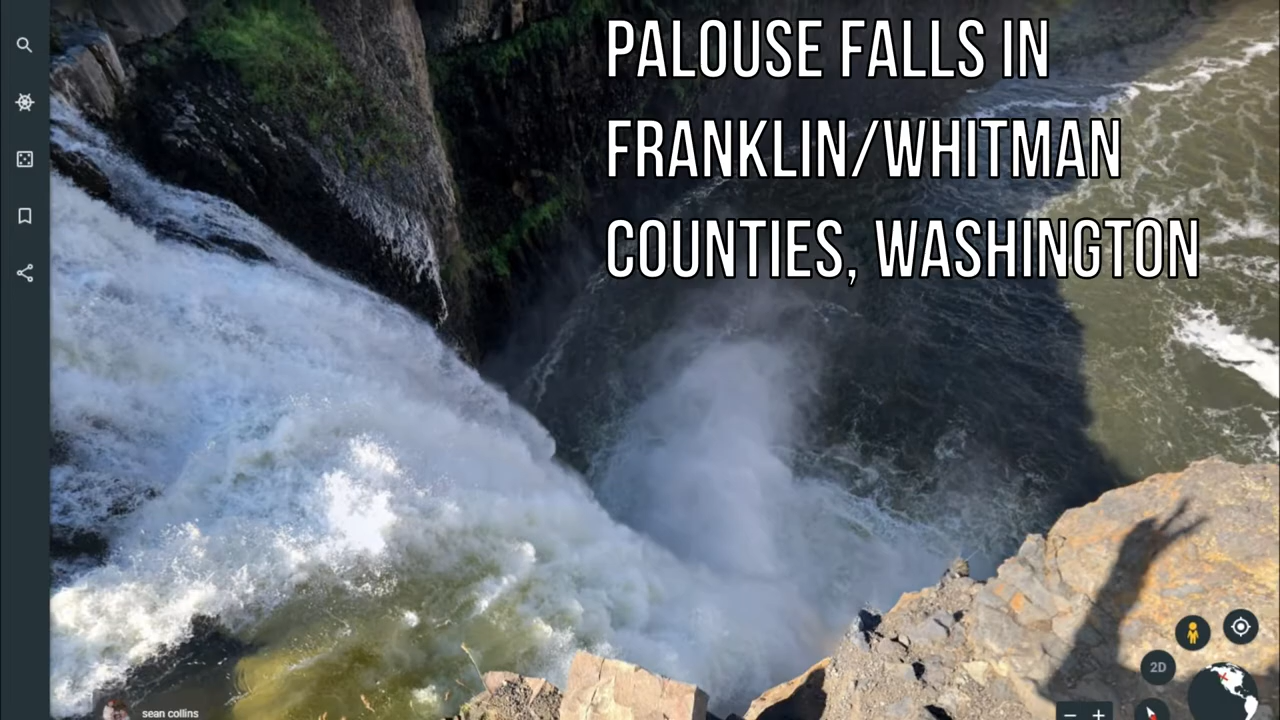 PALOUSE FALLS IN
FRANKLIN/WHITMAN
COUNTIES, WASHINGTON
2D
sean collins